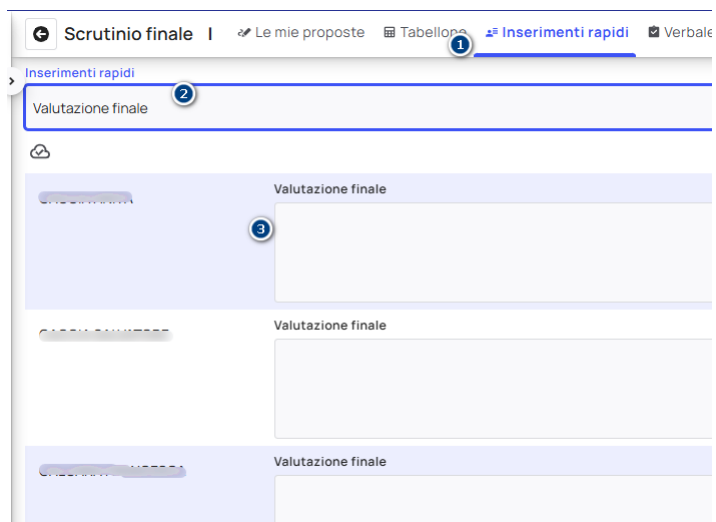 Scrutinio finale | Le mie proposte Tabellone Inserimenti rapidi Verbale
1
Inserimenti rapidi
2
Valutazione finale
Valutazione finale
3
Valutazione finale
Valutazione finale